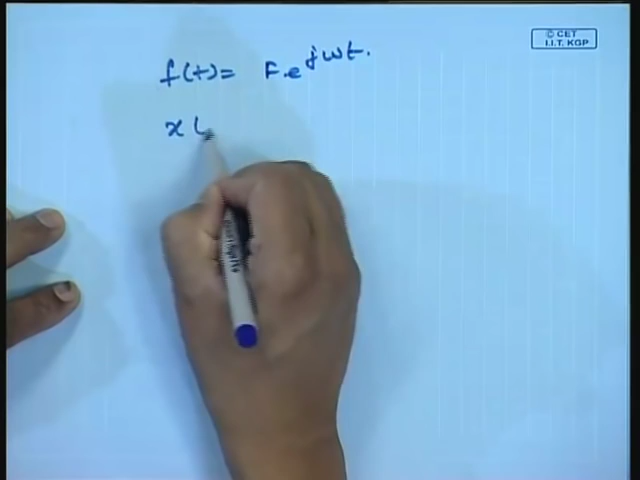 © CET
I.I.T. KGP
f(t)= F.e^jωt.
x(